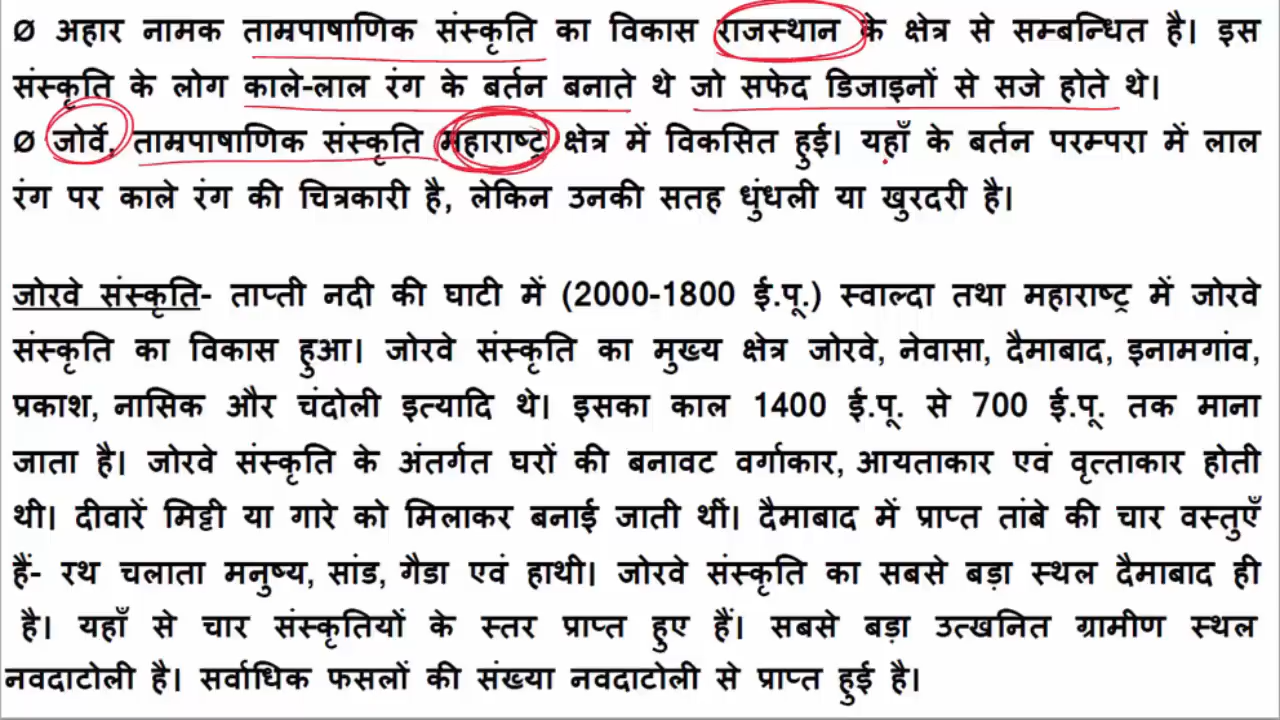 Ø अहार नामक ताम्रपाषाणिक संस्कृति का विकास राजस्थान के क्षेत्र से सम्बन्धित है। इस
संस्कृति के लोग काले-लाल रंग के बर्तन बनाते थे जो सफेद डिजाइनों से सजे होते थे।
Ø जोर्वे, ताम्रपाषाणिक संस्कृति महाराष्ट्र क्षेत्र में विकसित हुई। यहाँ के बर्तन परम्परा में लाल
रंग पर काले रंग की चित्रकारी है, लेकिन उनकी सतह धुंधली या खुरदरी है।
जोरवे संस्कृति- ताप्ती नदी की घाटी में (2000-1800 ई.पू.) स्वाल्दा तथा महाराष्ट्र में जोरवे
संस्कृति का विकास हुआ। जोरवे संस्कृति का मुख्य क्षेत्र जोरवे, नेवासा, दैमाबाद, इनामगांव,
प्रकाश, नासिक और चंदोली इत्यादि थे। इसका काल 1400 ई.पू. से 700 ई.पू. तक माना
जाता है। जोरवे संस्कृति के अंतर्गत घरों की बनावट वर्गाकार, आयताकार एवं वृत्ताकार होती
थी। दीवारें मिट्टी या गारे को मिलाकर बनाई जाती थीं। दैमाबाद में प्राप्त तांबे की चार वस्तुएँ
हैं- रथ चलाता मनुष्य, सांड, गैडा एवं हाथी। जोरवे संस्कृति का सबसे बड़ा स्थल दैमाबाद ही
है। यहाँ से चार संस्कृतियों के स्तर प्राप्त हुए हैं। सबसे बड़ा उत्खनित ग्रामीण स्थल
नवदाटोली है। सर्वाधिक फसलों की संख्या नवदाटोली से प्राप्त हुई है।